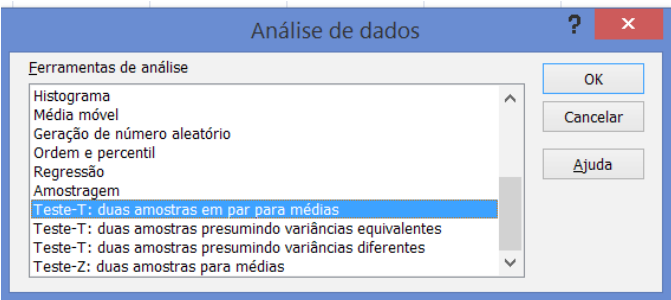 Análise de dados
? ×
Ferramentas de análise
Histograma
Média móvel
Geração de número aleatório
Ordem e percentil
Regressão
Amostragem
Teste-T: duas amostras em par para médias
Teste-T: duas amostras presumindo variâncias equivalentes
Teste-T: duas amostras presumindo variâncias diferentes
Teste-Z: duas amostras para médias
OK
Cancelar
Ajuda